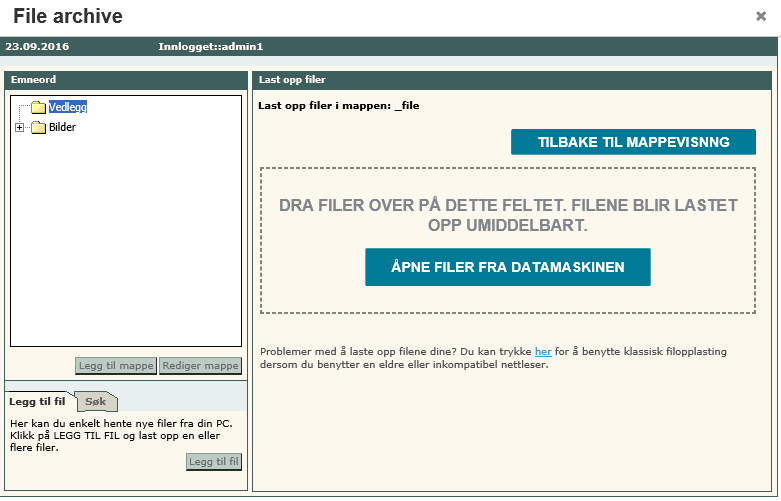 File archive
23.09.2016
Innlogget::admin1
Emneord
Vedlegg
Bilder
Legg til mappe
Rediger mappe
Legg til fil
Søk
Her kan du enkelt hente nye filer fra din PC.
Klikk på LEGG TIL FIL og last opp en eller
flere filer.
Legg til fil
Last opp filer
Last opp filer i mappen: _file
TILBAKE TIL MAPPEVISNNG
DRA FILER OVER PÅ DETTE FELTET. FILENE BLIR LASTET
OPP UMIDDELBART.
ÅPNE FILER FRA DATAMASKINEN
Problemer med å laste opp filene dine? Du kan trykke her for å benytte klassisk filopplasting
dersom du benytter en eldre eller inkompatibel nettleser.